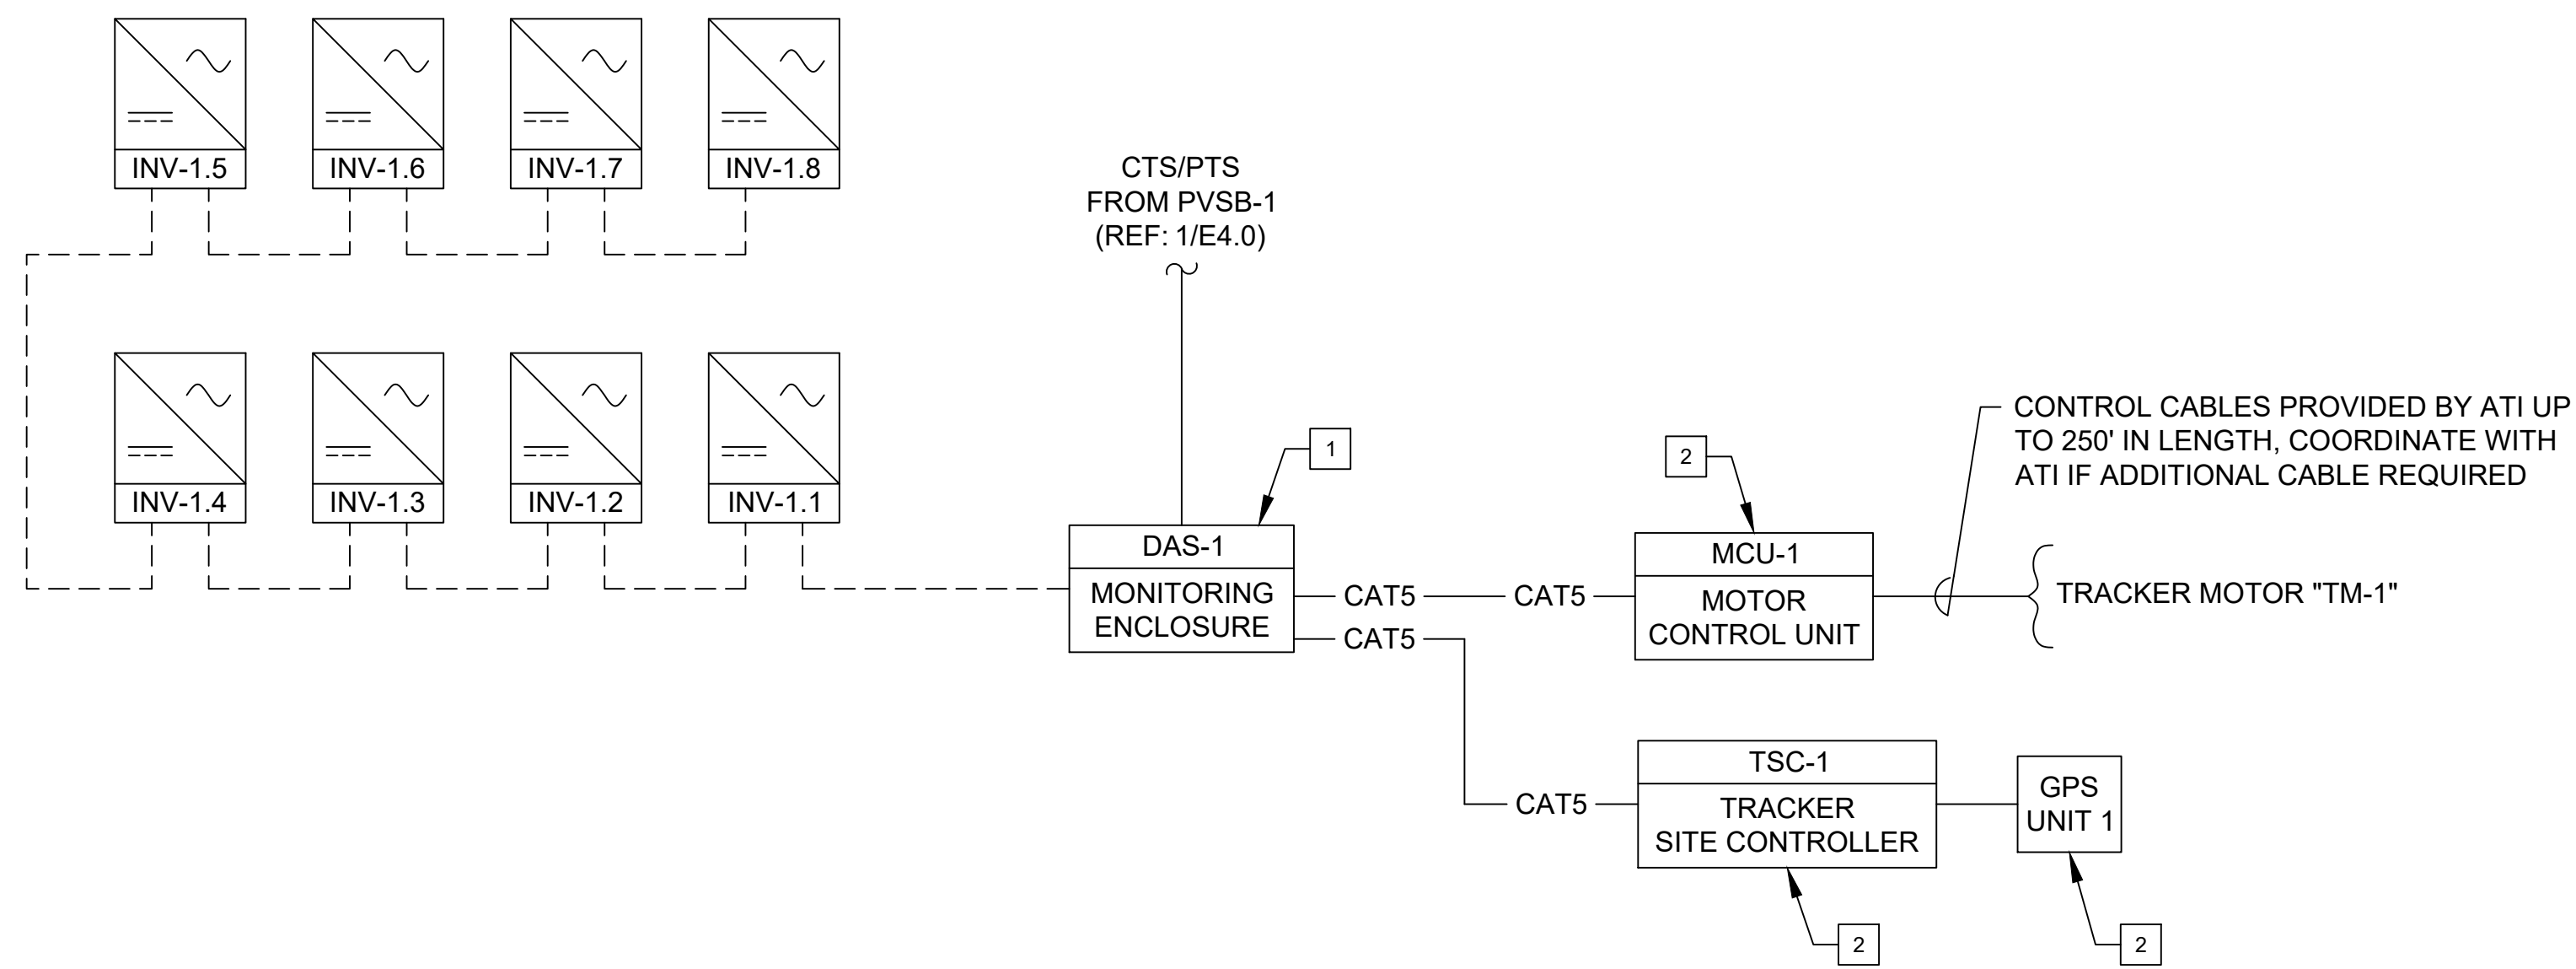 INV-1.5
INV-1.6
INV-1.7
INV-1.8
CTS/PTS
FROM PVSB-1
(REF: 1/E4.0)
INV-1.4
INV-1.3
INV-1.2
INV-1.1
1
2
CONTROL CABLES PROVIDED BY ATI UP
TO 250' IN LENGTH, COORDINATE WITH
ATI IF ADDITIONAL CABLE REQUIRED
DAS-1
MONITORING
ENCLOSURE
CAT5
CAT5
CAT5
MCU-1
MOTOR
CONTROL UNIT
TRACKER MOTOR "TM-1"
CAT5
TSC-1
TRACKER
SITE CONTROLLER
GPS
UNIT 1
2
2